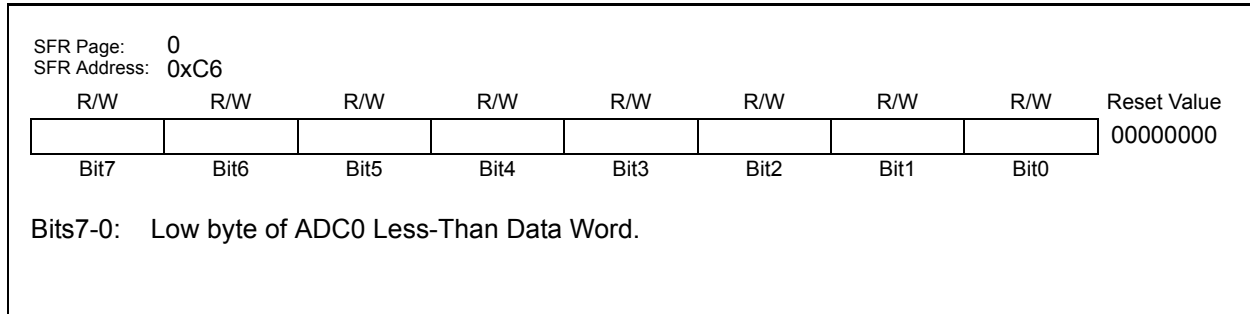 SFR Page: 0
SFR Address: 0xC6
R/W R/W R/W R/W R/W R/W R/W R/W Reset Value
00000000
Bit7 Bit6 Bit5 Bit4 Bit3 Bit2 Bit1 Bit0
Bits7-0: Low byte of ADC0 Less-Than Data Word.